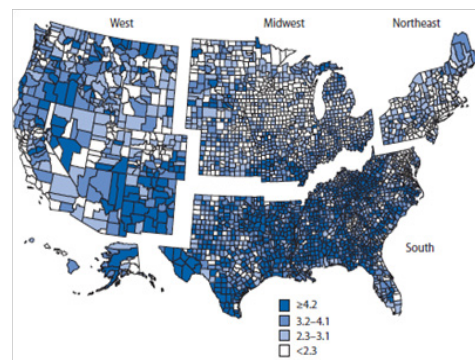 West
Midwest
Northeast
South
≥4.2
3.2–4.1
2.3–3.1
<2.3